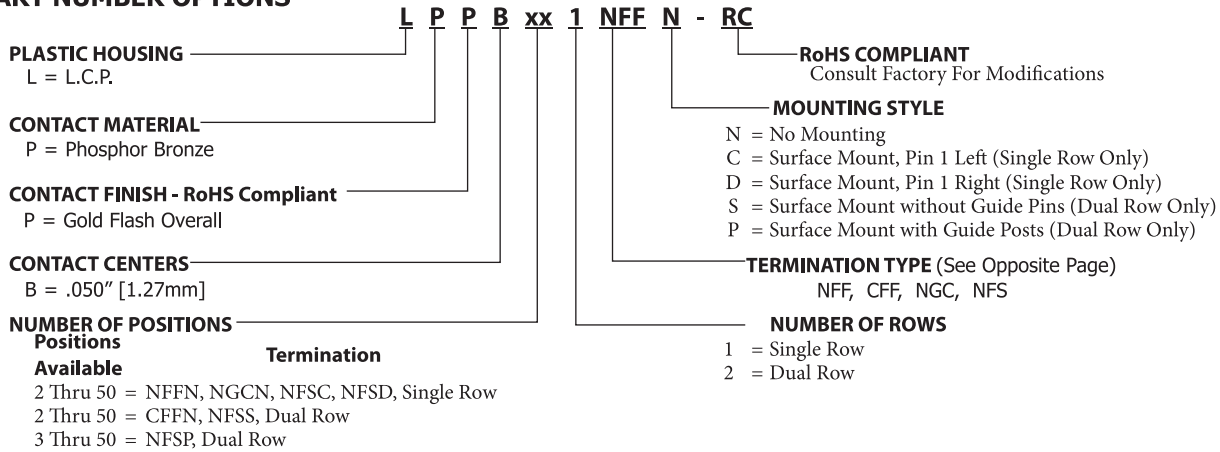 L P P B xx 1 NFF N - RC
PLASTIC HOUSING
L = L.C.P.
CONTACT MATERIAL
P = Phosphor Bronze
CONTACT FINISH - RoHS Compliant
P = Gold Flash Overall
CONTACT CENTERS
B = .050" [1.27mm]
NUMBER OF POSITIONS
Positions
Available
Termination
2 Thru 50 = NFFN, NGCN, NFSC, NFSD, Single Row
2 Thru 50 = CFFN, NFSS, Dual Row
3 Thru 50 = NFSP, Dual Row
RoHS COMPLIANT
Consult Factory For Modifications
MOUNTING STYLE
N = No Mounting
C = Surface Mount, Pin 1 Left (Single Row Only)
D = Surface Mount, Pin 1 Right (Single Row Only)
S = Surface Mount without Guide Pins (Dual Row Only)
P = Surface Mount with Guide Posts (Dual Row Only)
TERMINATION TYPE (See Opposite Page)
NFF, CFF, NGC, NFS
NUMBER OF ROWS
1 = Single Row
2 = Dual Row